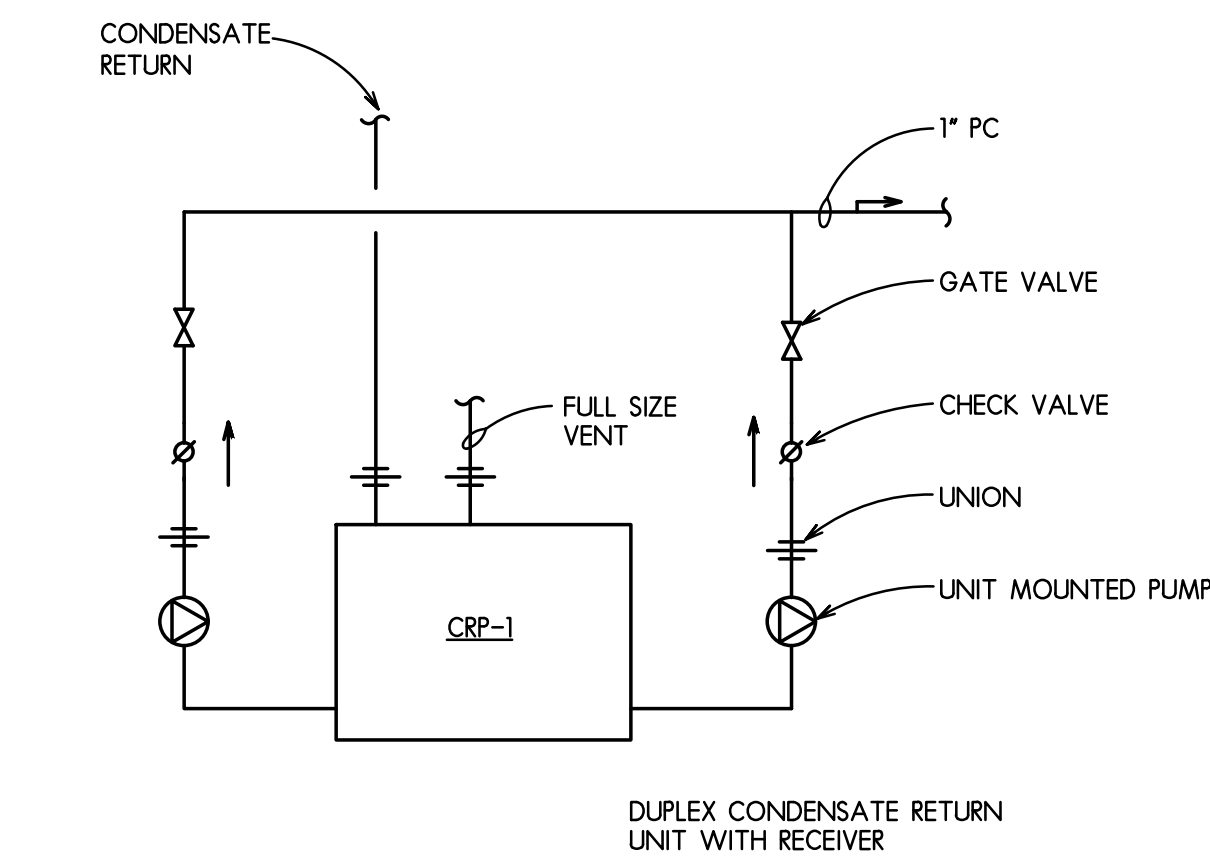 CONDENSATE
RETURN
1" PC
GATE VALVE
CHECK VALVE
FULL SIZE
VENT
UNION
UNIT MOUNTED PUMP
CRP-1
DUPLEX CONDENSATE RETURN
UNIT WITH RECEIVER